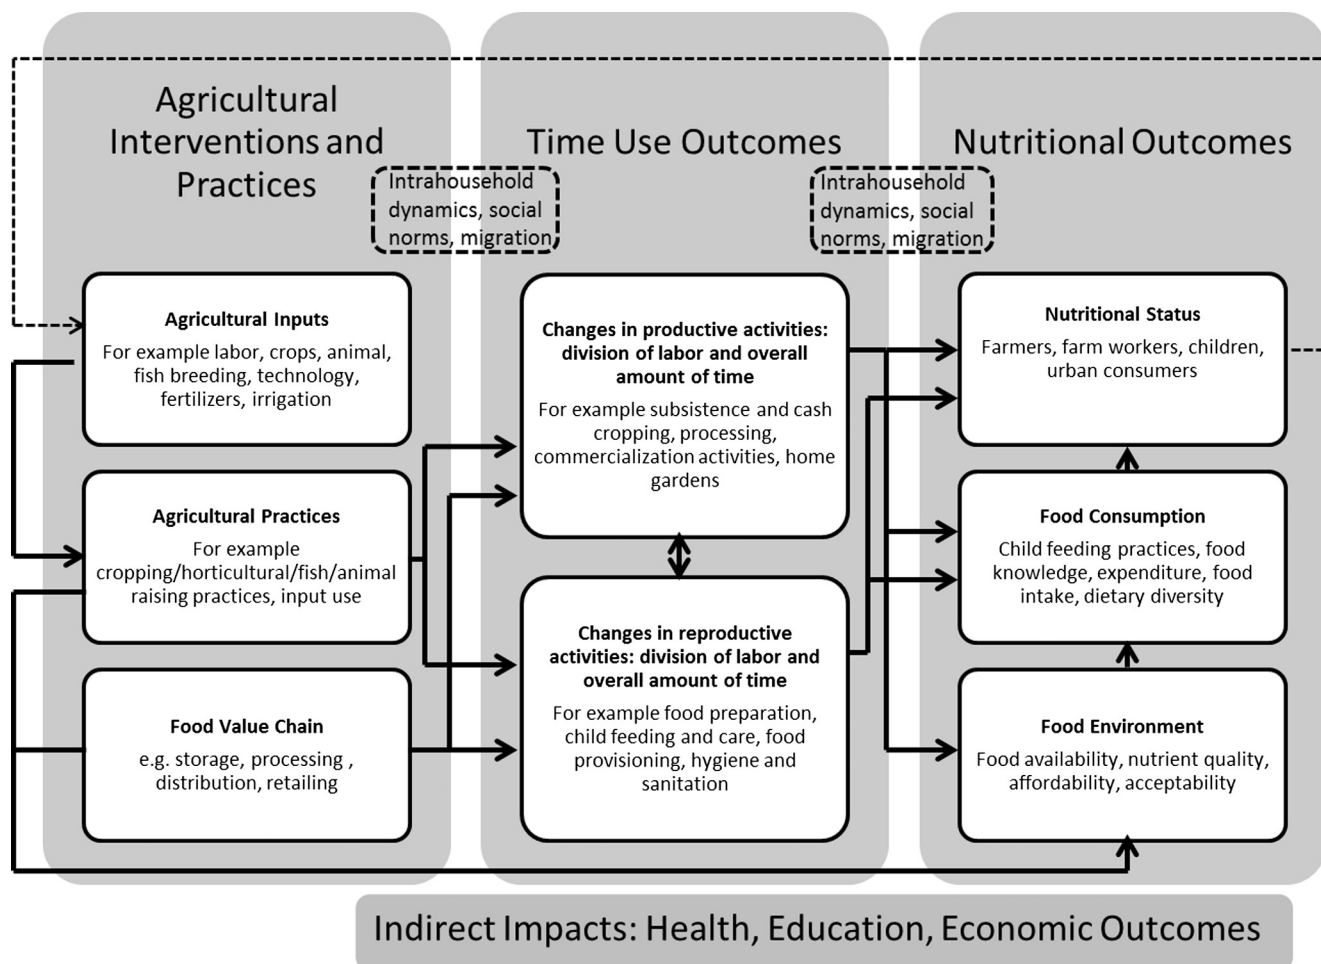 Agricultural
Interventions and
Practices
Time Use Outcomes
Nutritional Outcomes
Intrahousehold
dynamics, social
norms, migration
Intrahousehold
dynamics, social
norms, migration
Agricultural Inputs
For example labor, crops, animal,
fish breeding, technology,
fertilizers, irrigation
Agricultural Practices
For example
cropping/horticultural/fish/animal
raising practices, input use
Food Value Chain
e.g. storage, processing ,
distribution, retailing
Changes in productive activities:
division of labor and overall
amount of time
For example subsistence and cash
cropping, processing,
commercialization activities, home
gardens
Changes in reproductive
activities: division of labor and
overall amount of time
For example food preparation,
child feeding and care, food
provisioning, hygiene and
sanitation
Nutritional Status
Farmers, farm workers, children,
urban consumers
Food Consumption
Child feeding practices, food
knowledge, expenditure, food
intake, dietary diversity
Food Environment
Food availability, nutrient quality,
affordability, acceptability
Indirect Impacts: Health, Education, Economic Outcomes